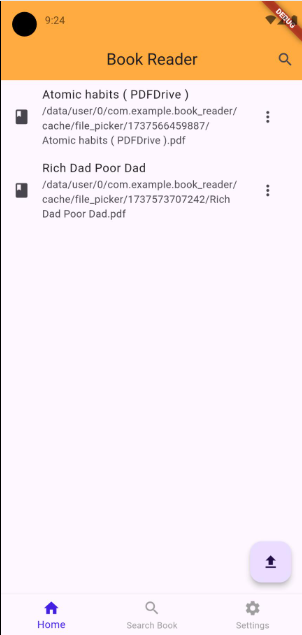 9:24
DEBUG
Book Reader
Atomic habits ( PDFDrive )
/data/user/0/com.example.book_reader/
cache/file_picker/1737566459887/
Atomic habits ( PDFDrive ).pdf
Rich Dad Poor Dad
/data/user/0/com.example.book_reader/
cache/file_picker/1737573707242/Rich
Dad Poor Dad.pdf
Home
Search Book
Settings